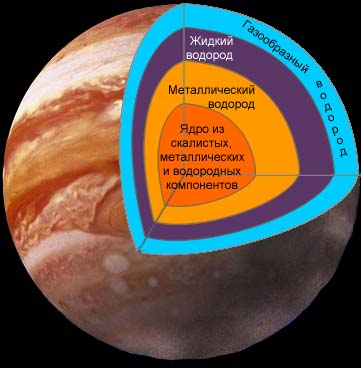 Газообразный водород
Жидкий
водород
Металлический
водород
Ядро из
скалистых,
металлических
и водородных
компонентов